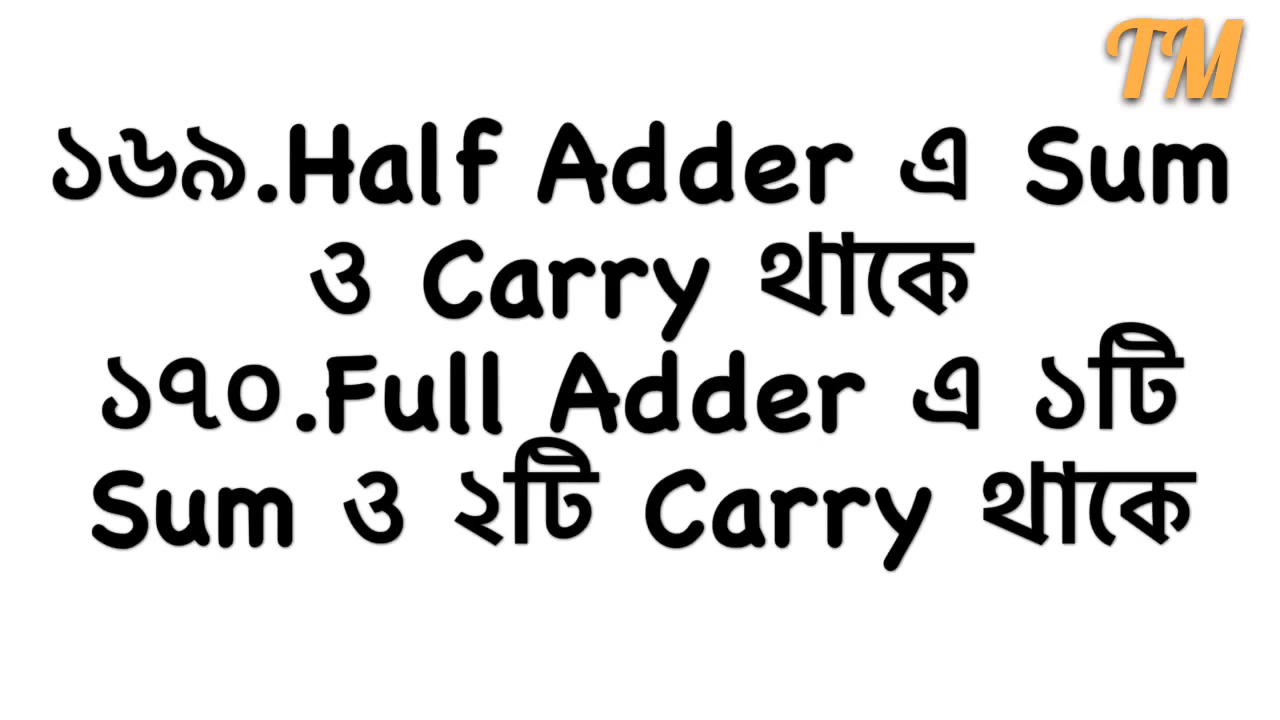 TM
১৬৯.Half Adder এ Sum
ও Carry থাকে
১৭০.Full Adder এ ১টি
Sum ও ২টি Carry থাকে